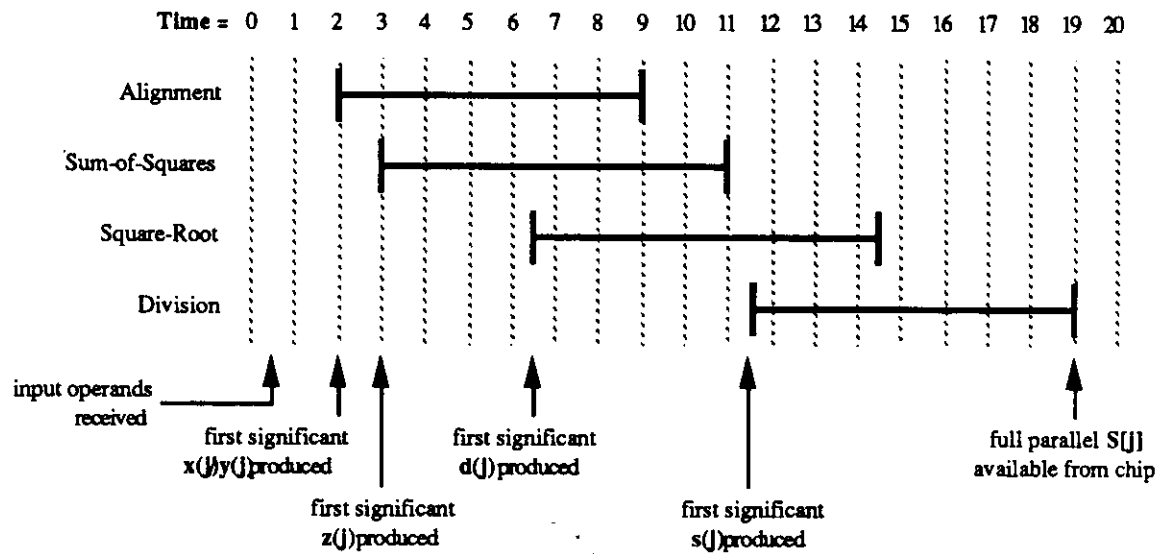 Time = 0 1 2 3 4 5 6 7 8 9 10 11 12 13 14 15 16 17 18 19 20
Alignment
Sum-of-Squares
Square-Root
Division
input operands
received
first significant
x(j)/y(j)produced
first significant
z(j)produced
first significant
d(j)produced
first significant
s(j)produced
full parallel S[j]
available from chip